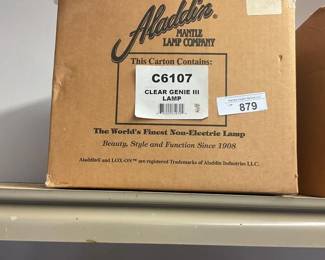 Aladdin
MANTLE
LAMP COMPANY
This Carton Contains:
C6107
CLEAR GENIE III
LAMP
879
The World's Finest Non-Electric Lamp
Beauty, Style and Function Since 1908
Aladdin® and LOX-ON™ are registered Trademarks of Aladdin Industries LLC.